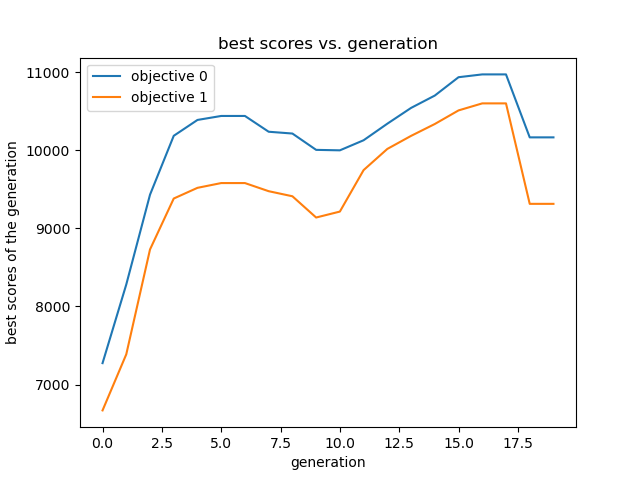 best scores vs. generation
objective 0
objective 1
best scores of the generation
11000
10000
9000
8000
7000
0.0 2.5 5.0 7.5 10.0 12.5 15.0 17.5
generation